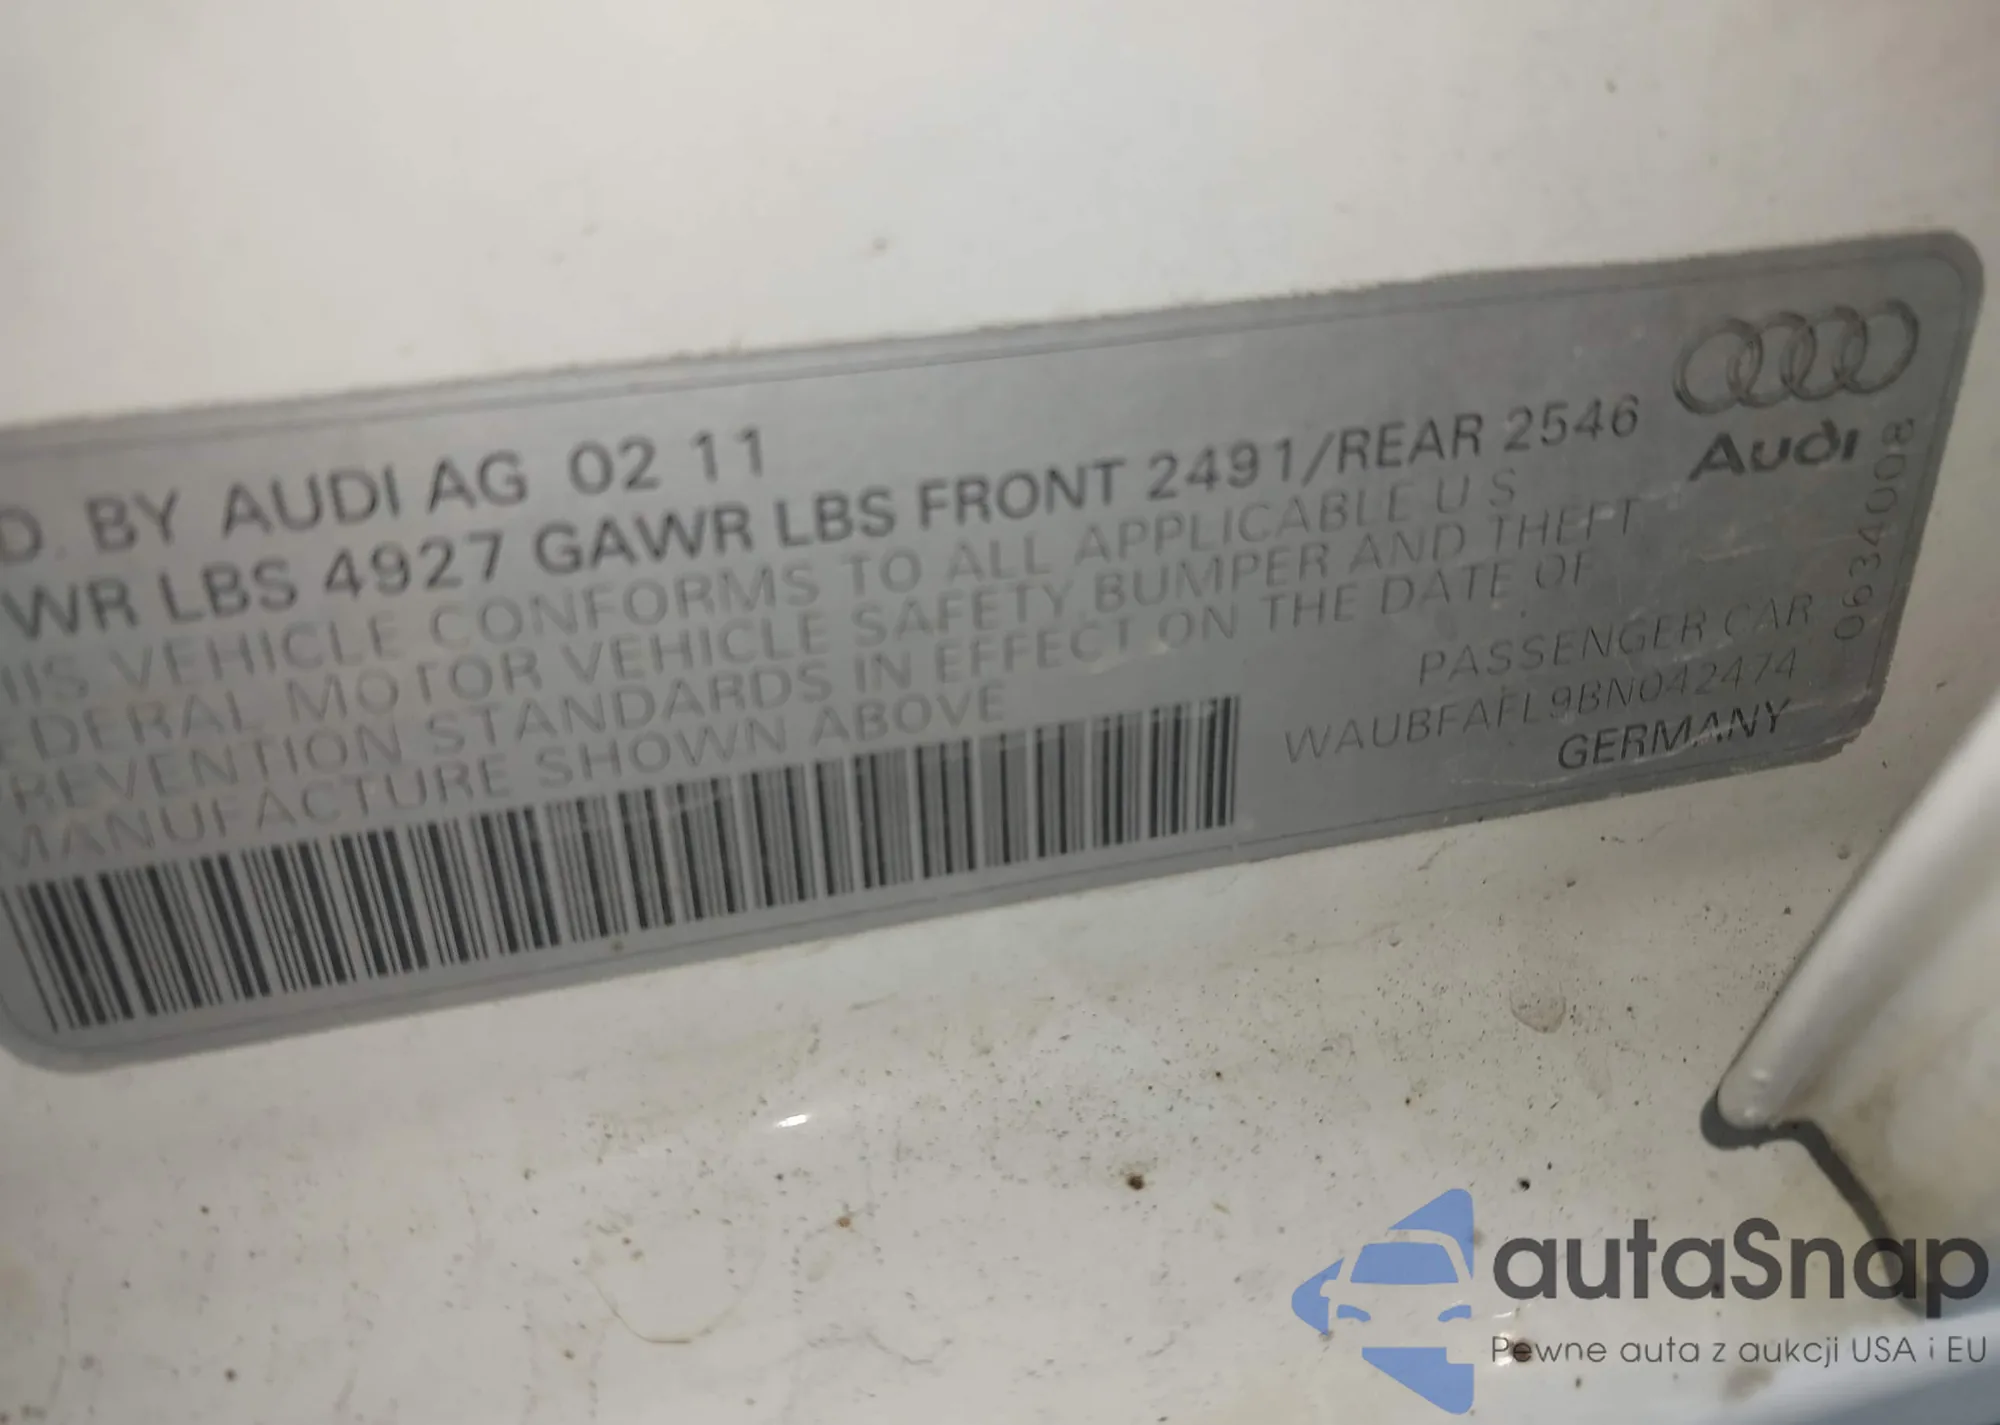 D. BY AUDI AG 02 11
WR LBS 4927 GAWR LBS FRONT 2491/REAR 2546
HIS VEHICLE CONFORMS TO ALL APPLICABLE U S
EDERAL MOTOR VEHICLE SAFETY BUMPER AND THEFT
REVENTION STANDARDS IN EFFECT ON THE DATE OF
MANUFACTURE SHOWN ABOVE
PASSENGER CAR
WAUBFAFL9BN042474
GERMANY
Audi
0634008
autaSnap
Pewne auta z aukcji USA i EU